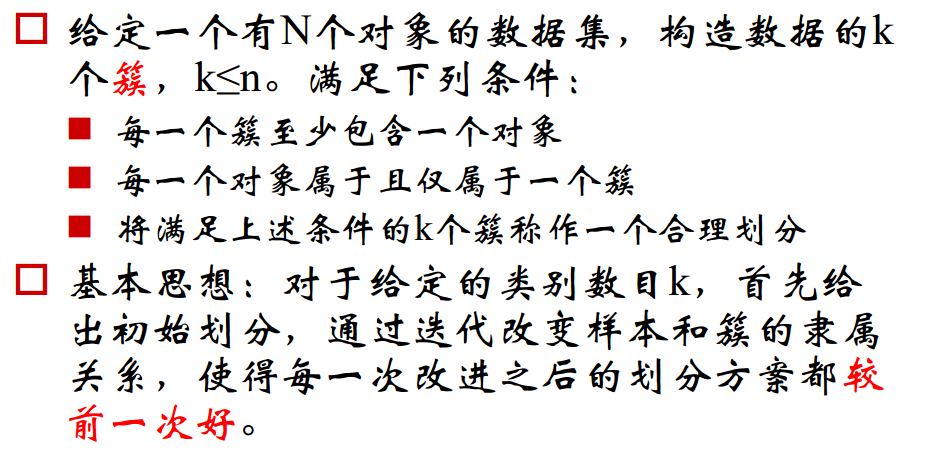 给定一个有N个对象的数据集，构造数据的k
个簇，k≤n。满足下列条件：
每一个簇至少包含一个对象
每一个对象属于且仅属于一个簇
将满足上述条件的k个簇称作一个合理划分
基本思想：对于给定的类别数目k，首先给
出初始划分，通过迭代改变样本和簇的隶属
关系，使得每一次改进之后的划分方案都较
前一次好。